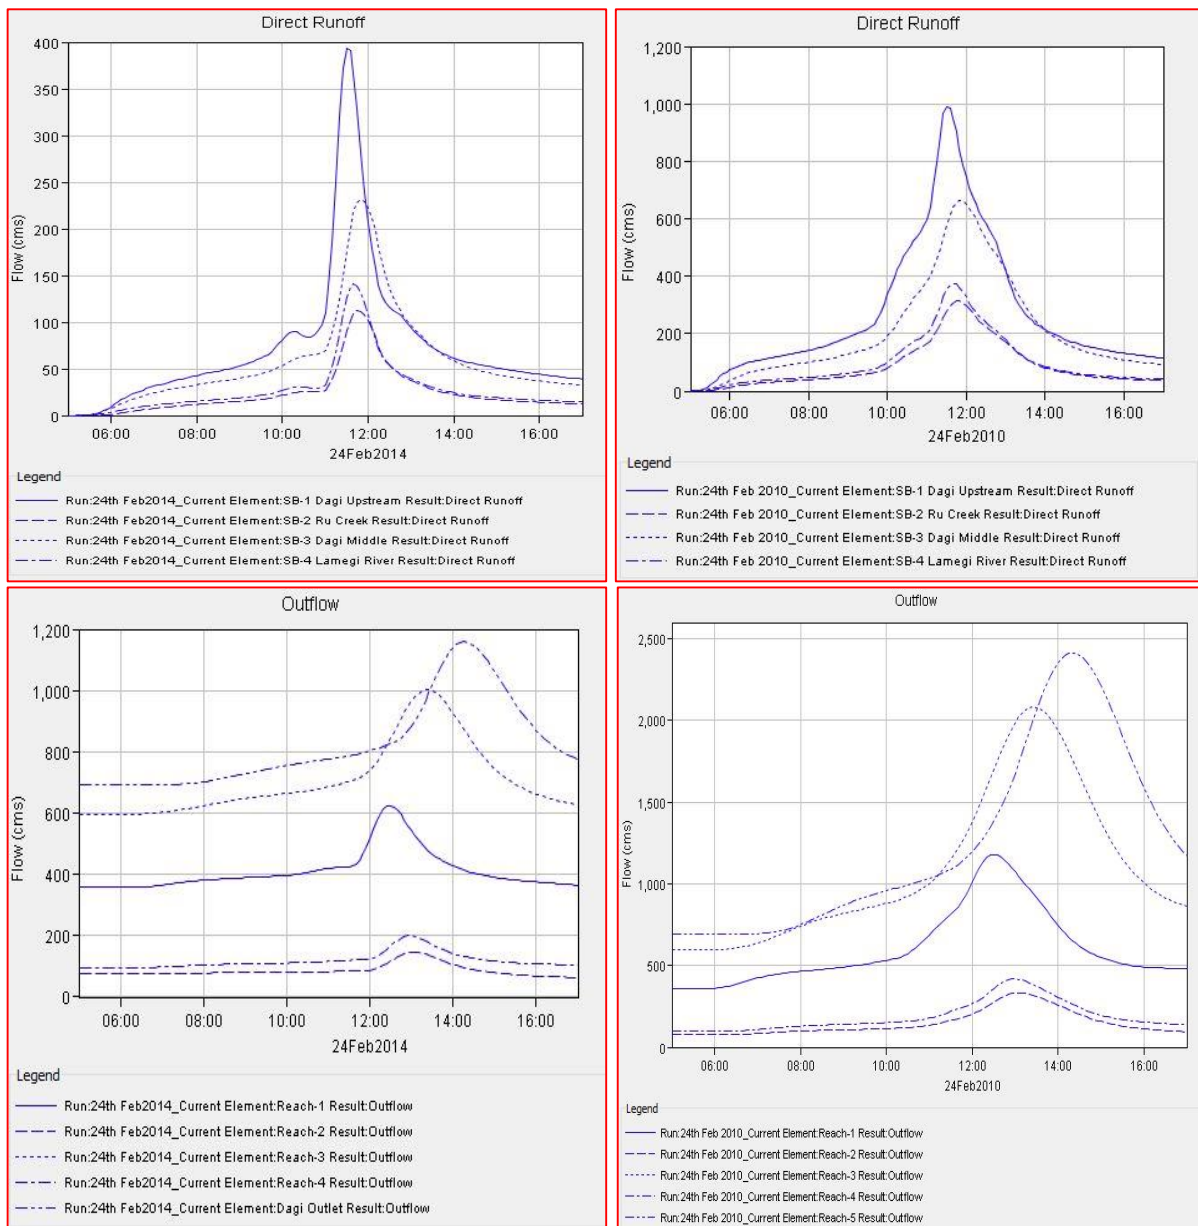 Direct Runoff
400
350
300
250
200
150
100
50
0
Flow (cms)
06:00 08:00 10:00 12:00 14:00 16:00
24Feb2014
Legend
Run:24th Feb2014_Current Element:SB-1 Dagi Upstream Result:Direct Runoff
Run:24th Feb2014_Current Element:SB-2 Ru Creek Result:Direct Runoff
Run:24th Feb2014_Current Element:SB-3 Dagi Middle Result:Direct Runoff
Run:24th Feb2014_Current Element:SB-4 Lamegi River Result:Direct Runoff
Direct Runoff
1,200
1,000
800
600
400
200
0
Flow (cms)
06:00 08:00 10:00 12:00 14:00 16:00
24Feb2010
Legend
Run:24th Feb 2010_Current Element:SB-1 Dagi Upstream Result:Direct Runoff
Run:24th Feb 2010_Current Element:SB-2 Ru Creek Result:Direct Runoff
Run:24th Feb 2010_Current Element:SB-3 Dagi Middle Result:Direct Runoff
Run:24th Feb 2010_Current Element:SB-4 Lamegi River Result:Direct Runoff
Outflow
1,200
1,000
800
600
400
200
0
Flow (cms)
06:00 08:00 10:00 12:00 14:00 16:00
24Feb2014
Legend
Run:24th Feb2014_Current Element:Reach-1 Result:Outflow
Run:24th Feb2014_Current Element:Reach-2 Result:Outflow
Run:24th Feb2014_Current Element:Reach-3 Result:Outflow
Run:24th Feb2014_Current Element:Reach-4 Result:Outflow
Run:24th Feb2014_Current Element:Dagi Outlet Result:Outflow
Outflow
2,500
2,000
1,500
1,000
500
0
Flow (cms)
06:00 08:00 10:00 12:00 14:00 16:00
24Feb2010
Legend
Run:24th Feb 2010_Current Element:Reach-1 Result:Outflow
Run:24th Feb 2010_Current Element:Reach-2 Result:Outflow
Run:24th Feb 2010_Current Element:Reach-3 Result:Outflow
Run:24th Feb 2010_Current Element:Reach-4 Result:Outflow
Run:24th Feb 2010_Current Element:Reach-5 Result:Outflow